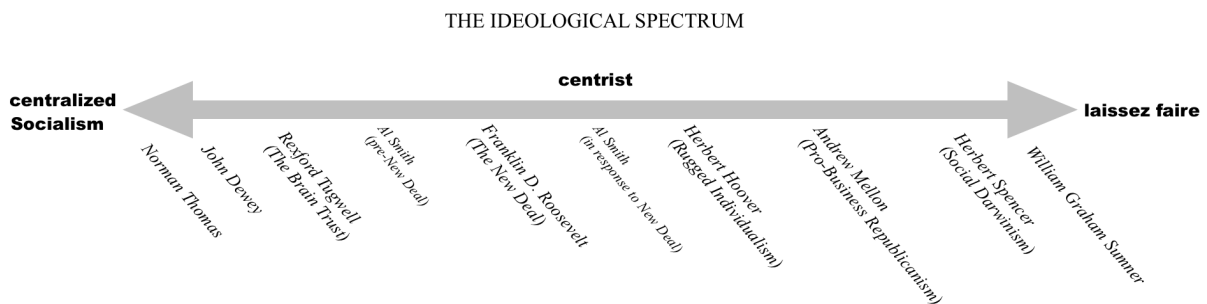 THE IDEOLOGICAL SPECTRUM
centrist
centralized
Socialism
laissez faire
Norman Thomas
John Dewey
Rexford Tugwell
(The Brain Trust)
Al Smith
(pre-New Deal)
Franklin D. Roosevelt
(The New Deal)
Al Smith
(in response to New Deal)
Herbert Hoover
(Rugged Individualism)
Andrew Mellon
(Pro-Business Republicanism)
Herbert Spencer
(Social Darwinism)
William Graham Sumner